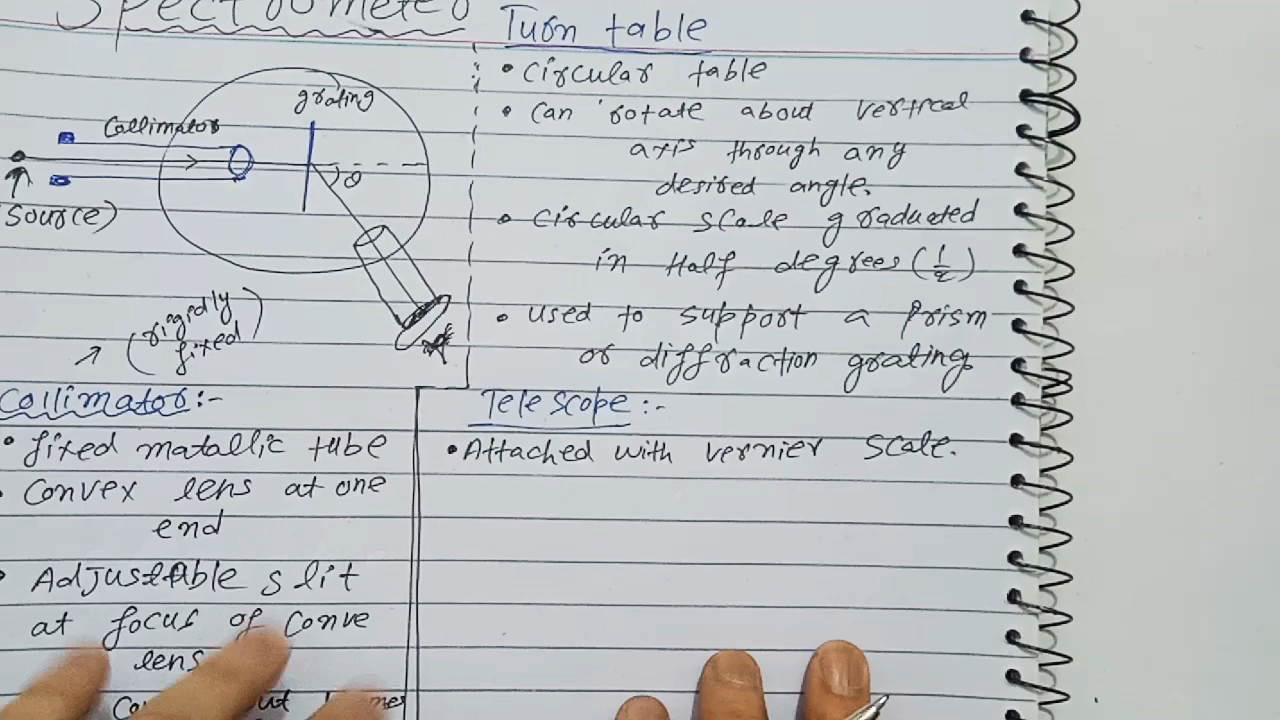 Spectrometer
grating
Collimator
θ
(Source)
(ringidly
fixed)
Turn table
• Circular table
• Can rotate about vertical
axis through any
desired angle.
• Circular scale graduated
in Half degrees (1/2)
• used to support a Prism
or diffraction grating.
Collimator:-
• fixed matallic tube
• Convex lens at one
end
• Adjustable slit
at focus of Conve
lens
Telescope:-
• Attached with vernier scale.